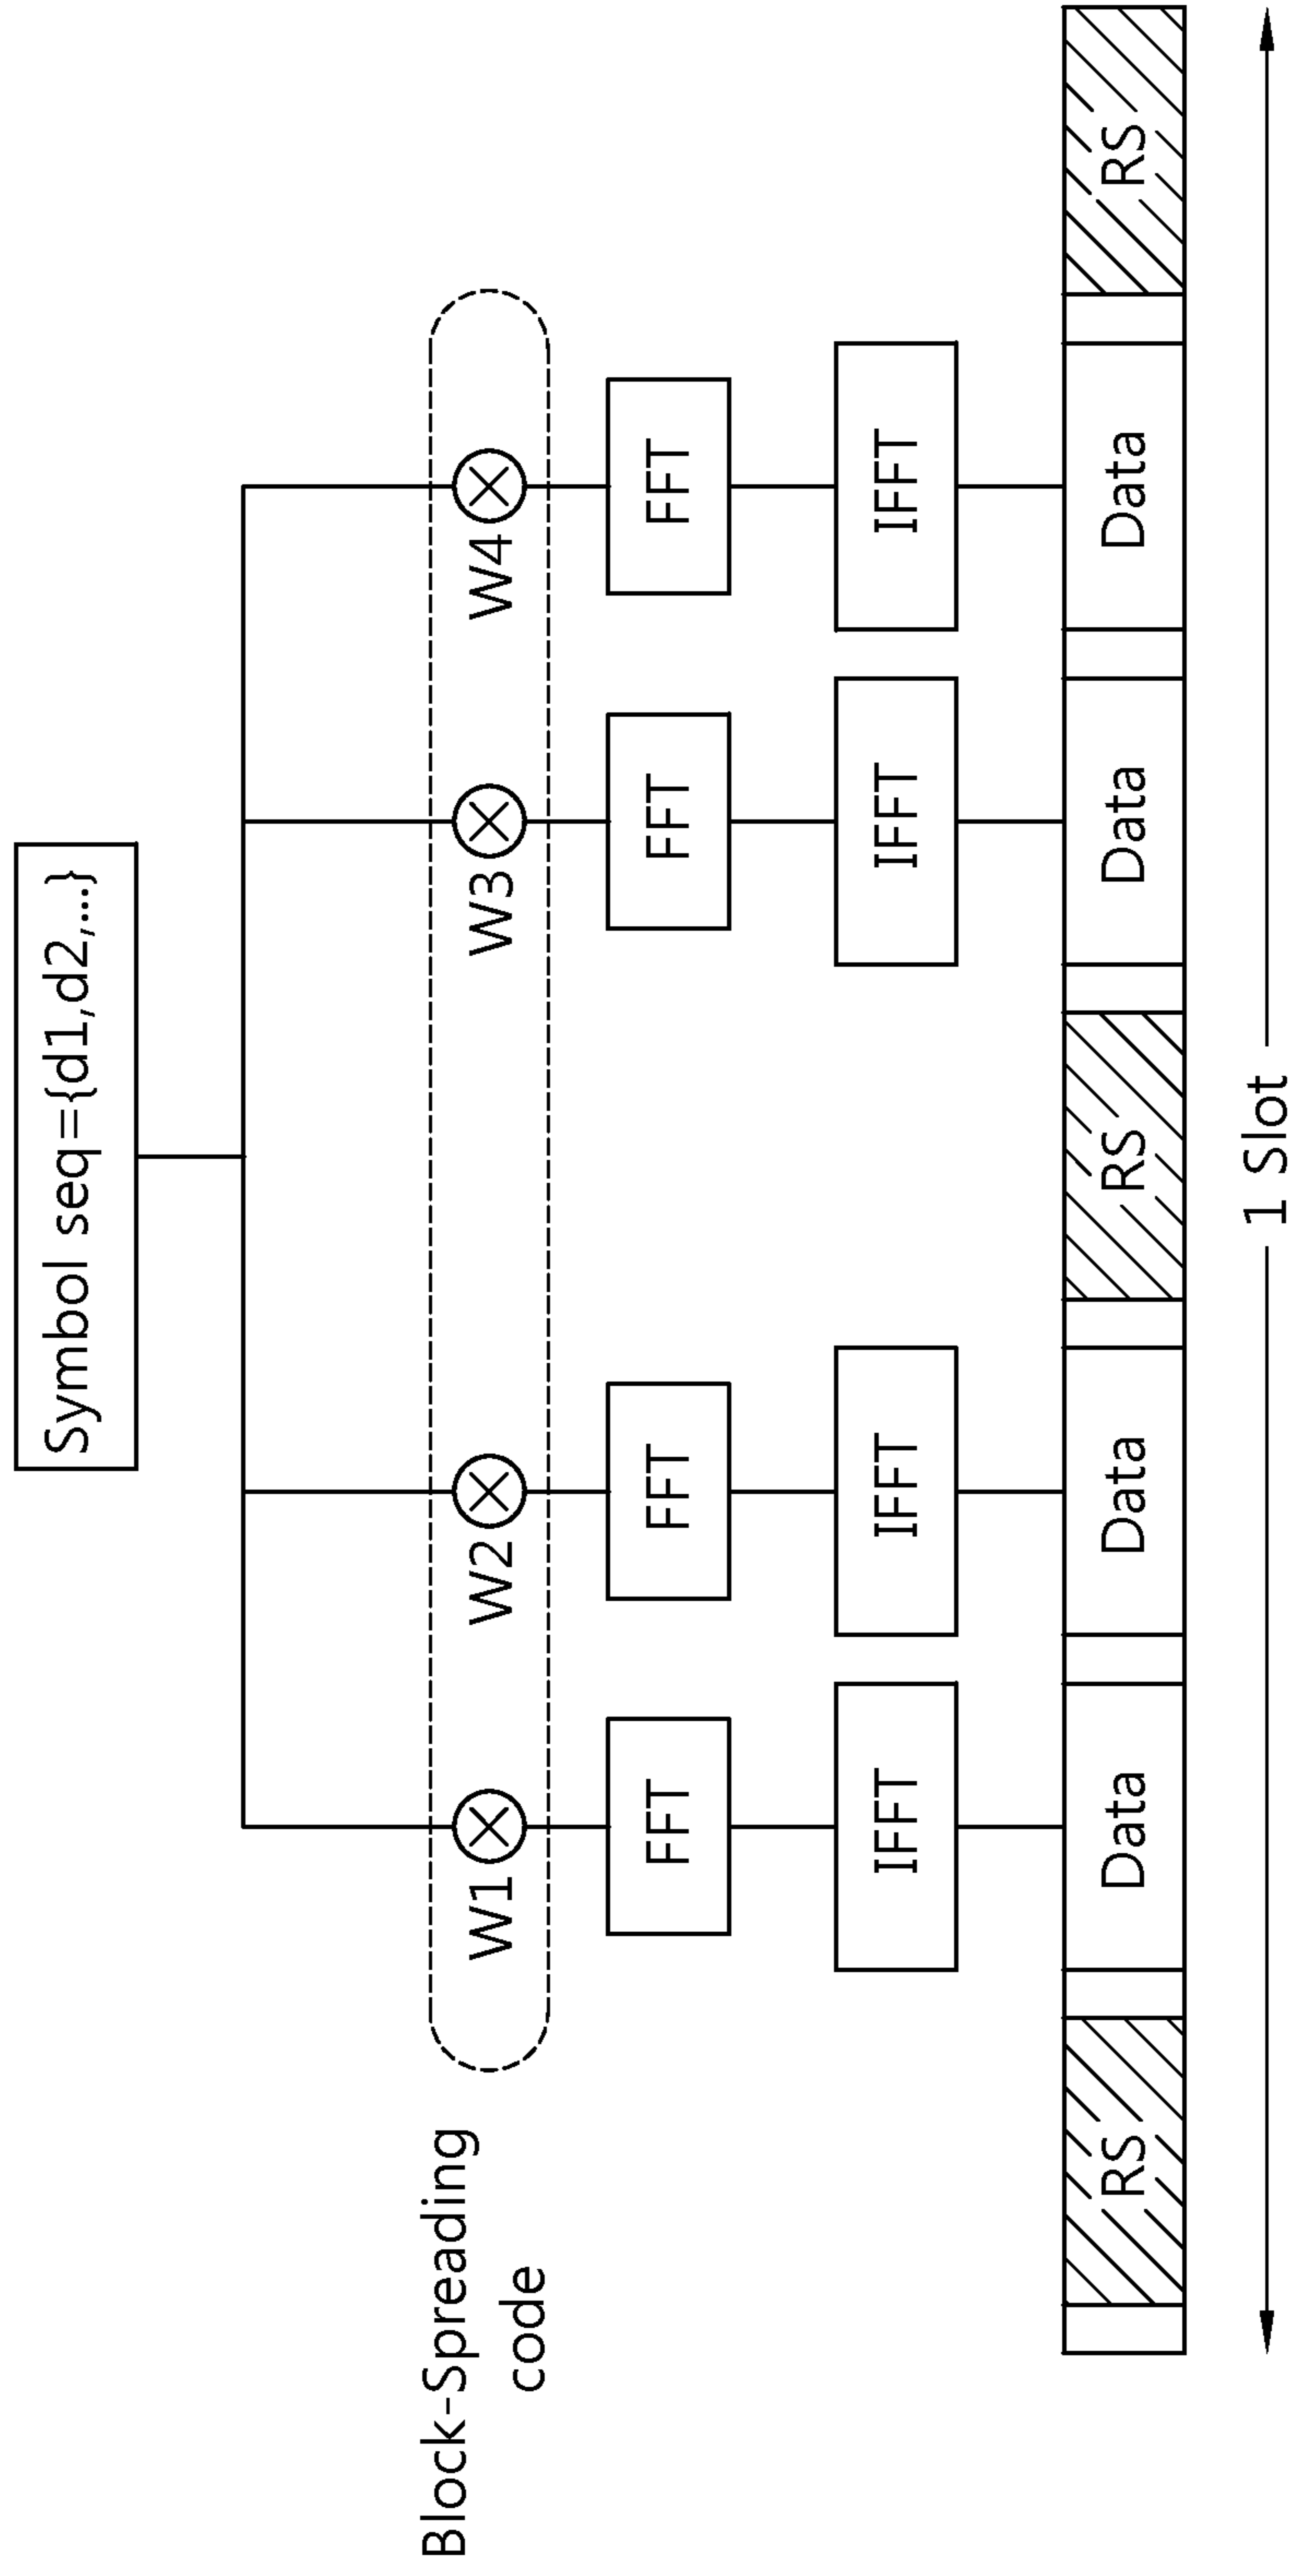 Symbol seq={d1,d2,...}
Block-Spreading
code
W1
W2
W3
W4
FFT
FFT
FFT
FFT
IFFT
IFFT
IFFT
IFFT
RS
Data
Data
RS
Data
Data
RS
1 Slot